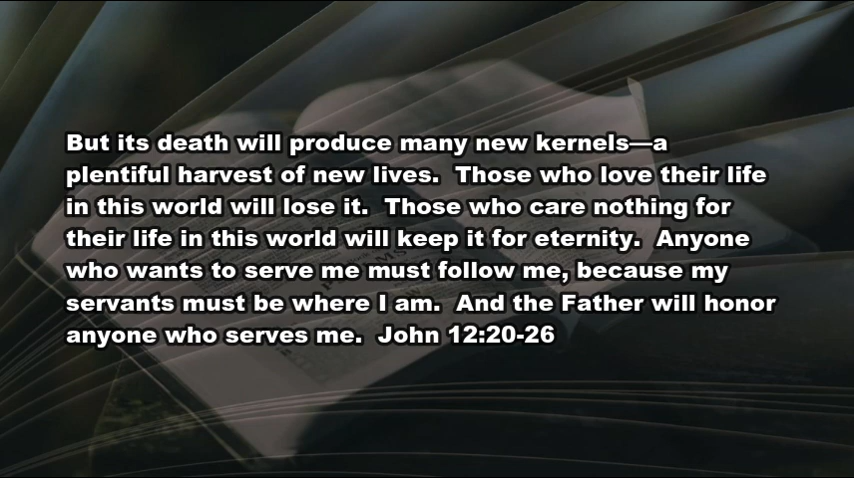 But its death will produce many new kernels—a
plentiful harvest of new lives.  Those who love their life
in this world will lose it.  Those who care nothing for
their life in this world will keep it for eternity.  Anyone
who wants to serve me must follow me, because my
servants must be where I am.  And the Father will honor
anyone who serves me.  John 12:20-26